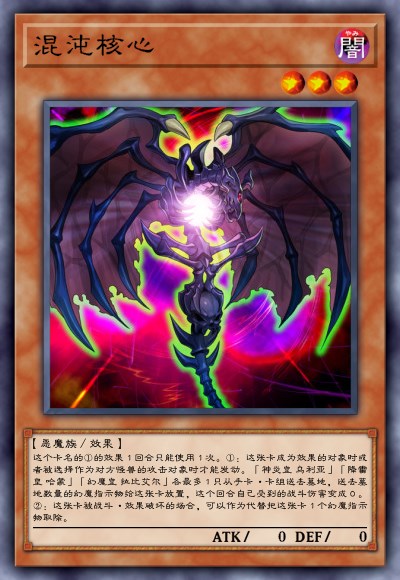 混沌核心
やみ
闇
【恶魔族/效果】
这个卡名的①的效果1回合只能使用1次。①:这张卡成为效果的对象时或
者被选择作为对方怪兽的攻击对象时才能发动。「神炎皇 乌利亚」「降雷
皇 哈蒙」「幻魔皇 拉比艾尔」各最多1只从手卡·卡组送去墓地,送去墓
地数量的幻魔指示物给这张卡放置,这个回合自己受到的战斗伤害变成0。
②:这张卡被战斗·效果破坏的场合,可以作为代替把这张卡1个幻魔指示
物取除。
ATK/ 0 DEF/ 0